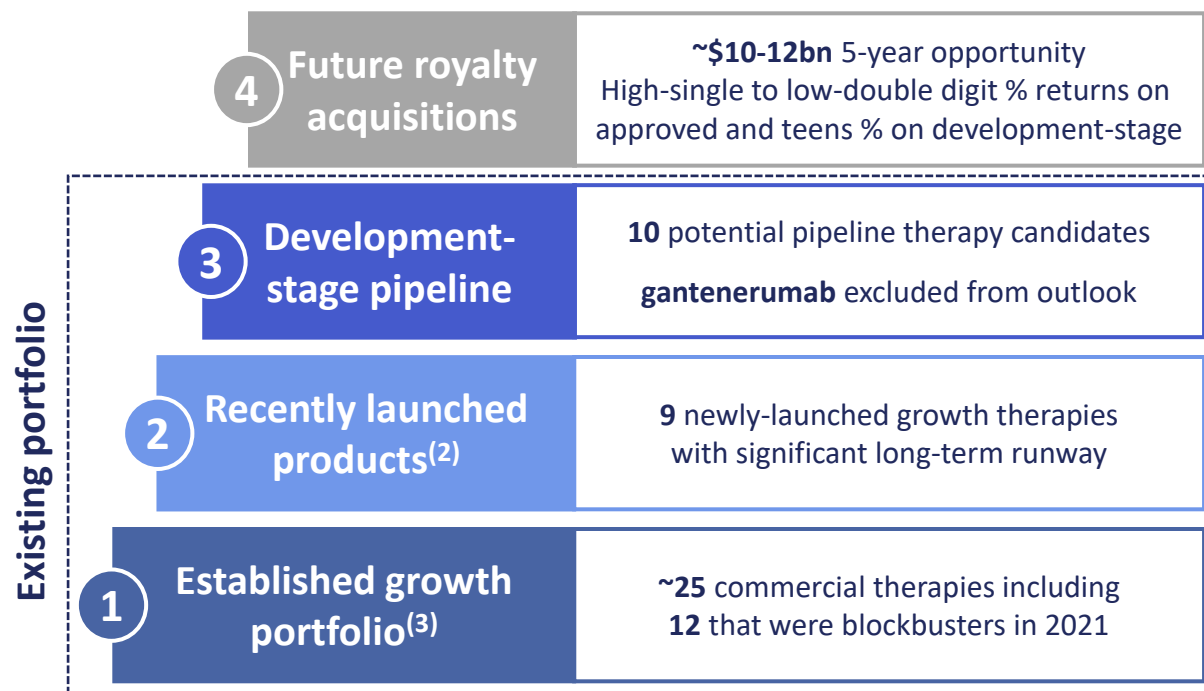 4
Future royalty
acquisitions
~$10-12bn 5-year opportunity
High-single to low-double digit % returns on
approved and teens % on development-stage
Existing portfolio
3
Development-
stage pipeline
10 potential pipeline therapy candidates
gantenerumab excluded from outlook
2
Recently launched
products(2)
9 newly-launched growth therapies
with significant long-term runway
1
Established growth
portfolio(3)
~25 commercial therapies including
12 that were blockbusters in 2021